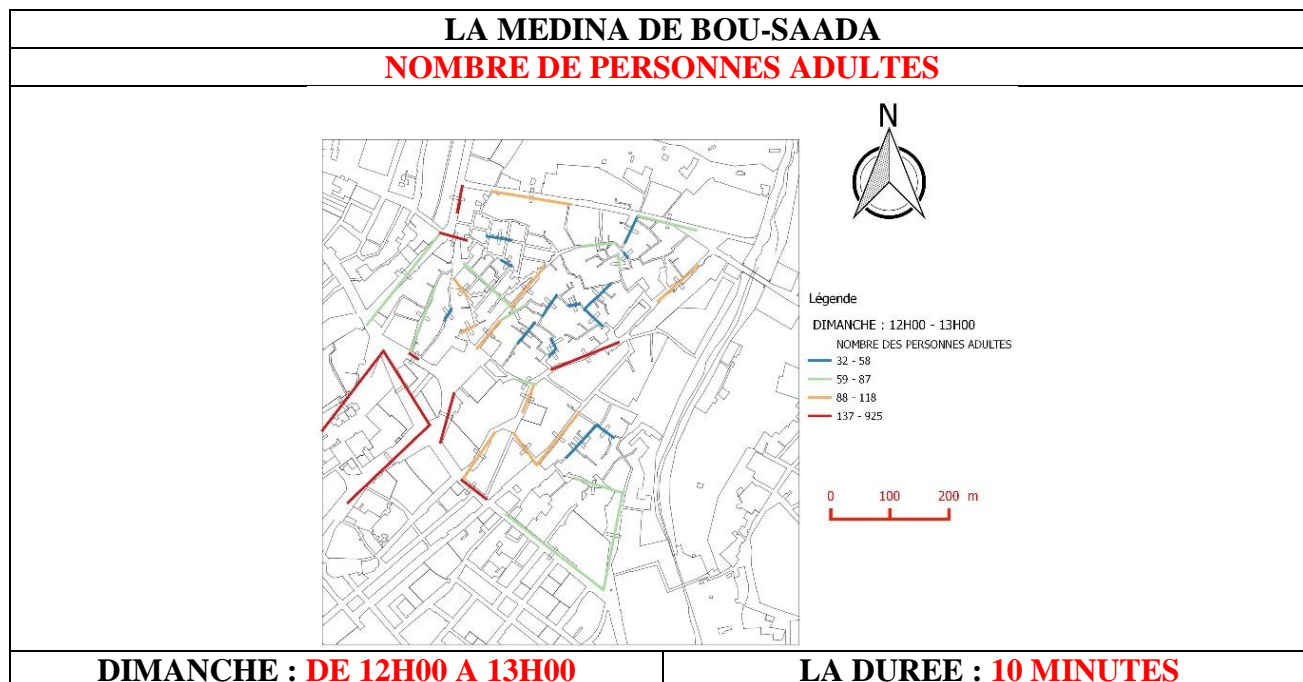 LA MEDINA DE BOU-SAADA
NOMBRE DE PERSONNES ADULTES
N
Légende
DIMANCHE : 12H00 - 13H00
NOMBRE DES PERSONNES ADULTES
32 - 58
59 - 87
88 - 118
137 - 925
0 100 200 m
DIMANCHE : DE 12H00 A 13H00
LA DUREE : 10 MINUTES